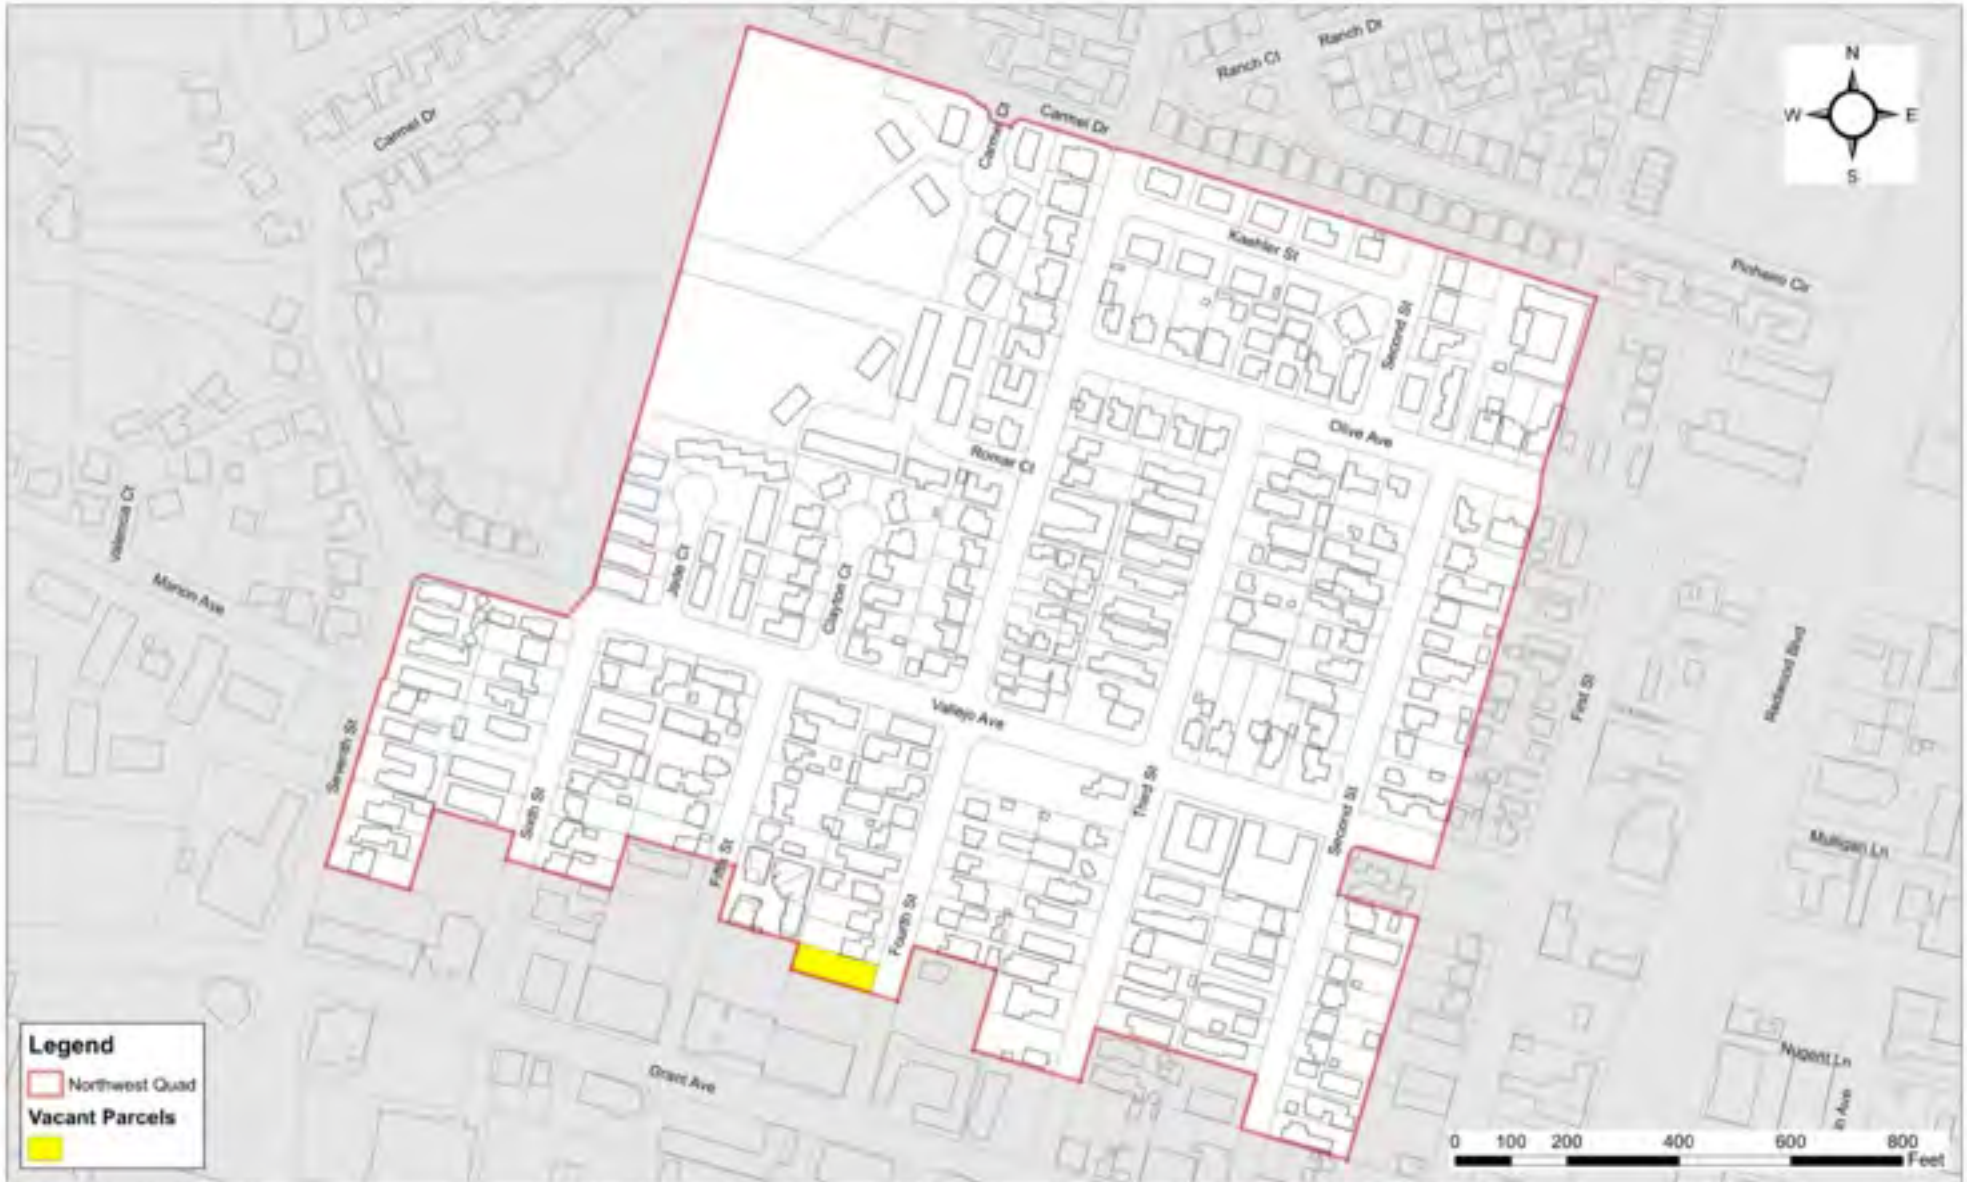 Ranch Dr
Ranch Ct
N
W E
S
Carmel Dr
Carmel Dr
Carmel Ct
Kaehler St
Pinheiro Cir
Second St
Olive Ave
Romar Ct
Valencia Ct
Marion Ave
Jade Ct
Clayton Ct
Vallejo Ave
First St
Redwood Blvd
Seventh St
Sixth St
Third St
Second St
Fifth St
Mulligan Ln
Fourth St
Grant Ave
Nugent Ln
n Ave
Legend
Northwest Quad
Vacant Parcels
0 100 200 400 600 800
Feet